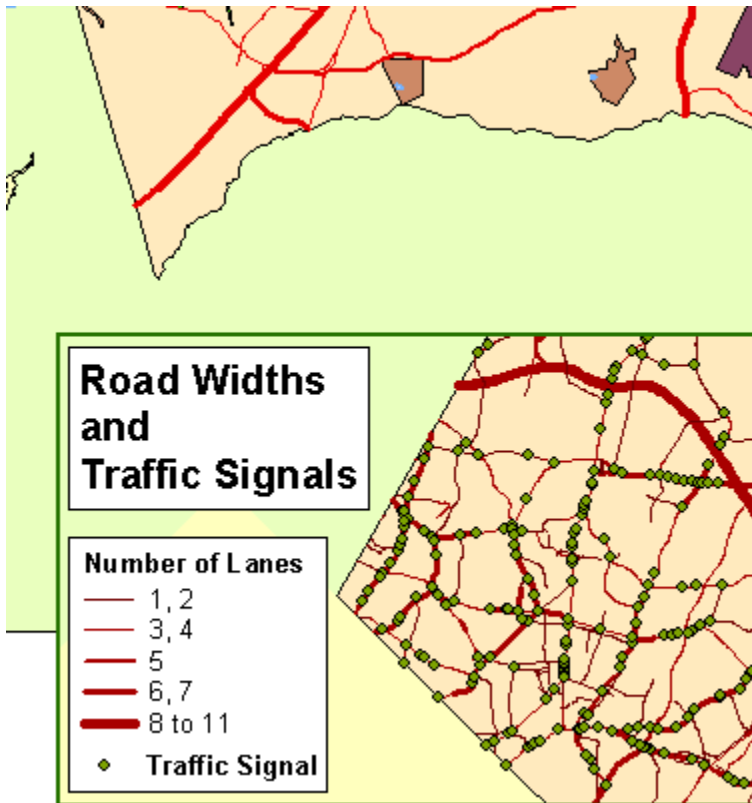 Road Widths
and
Traffic Signals
Number of Lanes
1, 2
3, 4
5
6, 7
8 to 11
Traffic Signal